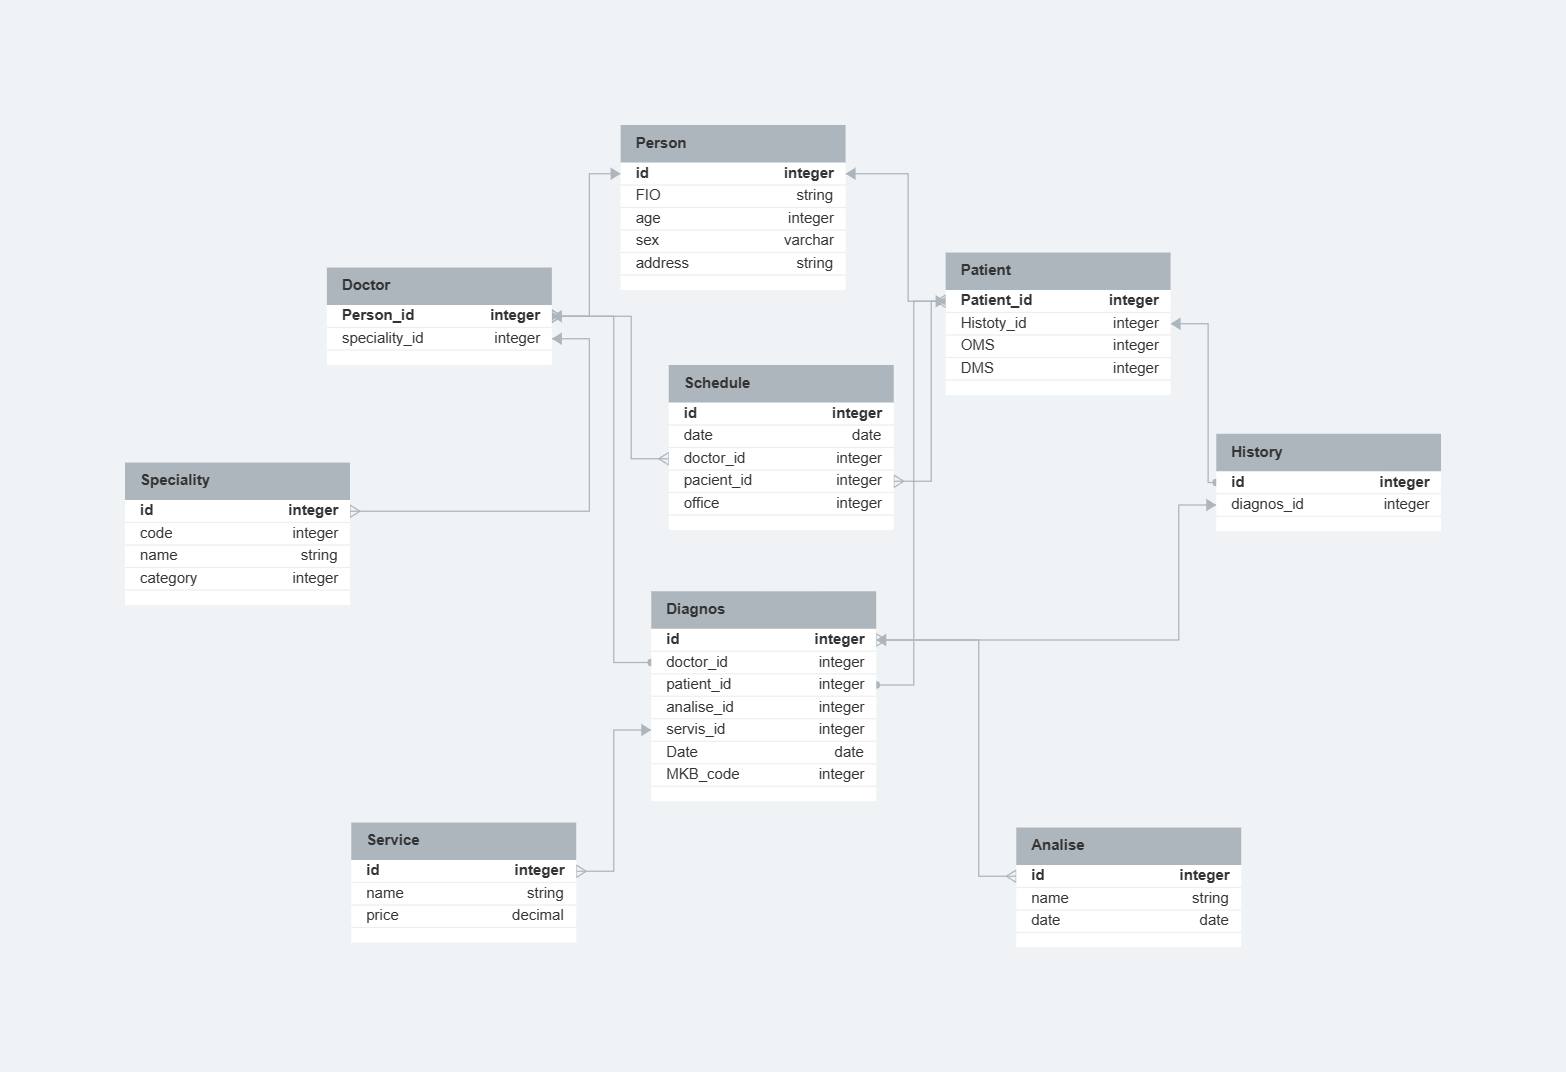 Person
id integer
FIO string
age integer
sex varchar
address string
Doctor
Person_id integer
speciality_id integer
Patient
Patient_id integer
Histoty_id integer
OMS integer
DMS integer
Schedule
id integer
date date
doctor_id integer
pacient_id integer
office integer
History
id integer
diagnos_id integer
Speciality
id integer
code integer
name string
category integer
Diagnos
id integer
doctor_id integer
patient_id integer
analise_id integer
servis_id integer
Date date
MKB_code integer
Service
id integer
name string
price decimal
Analise
id integer
name string
date date